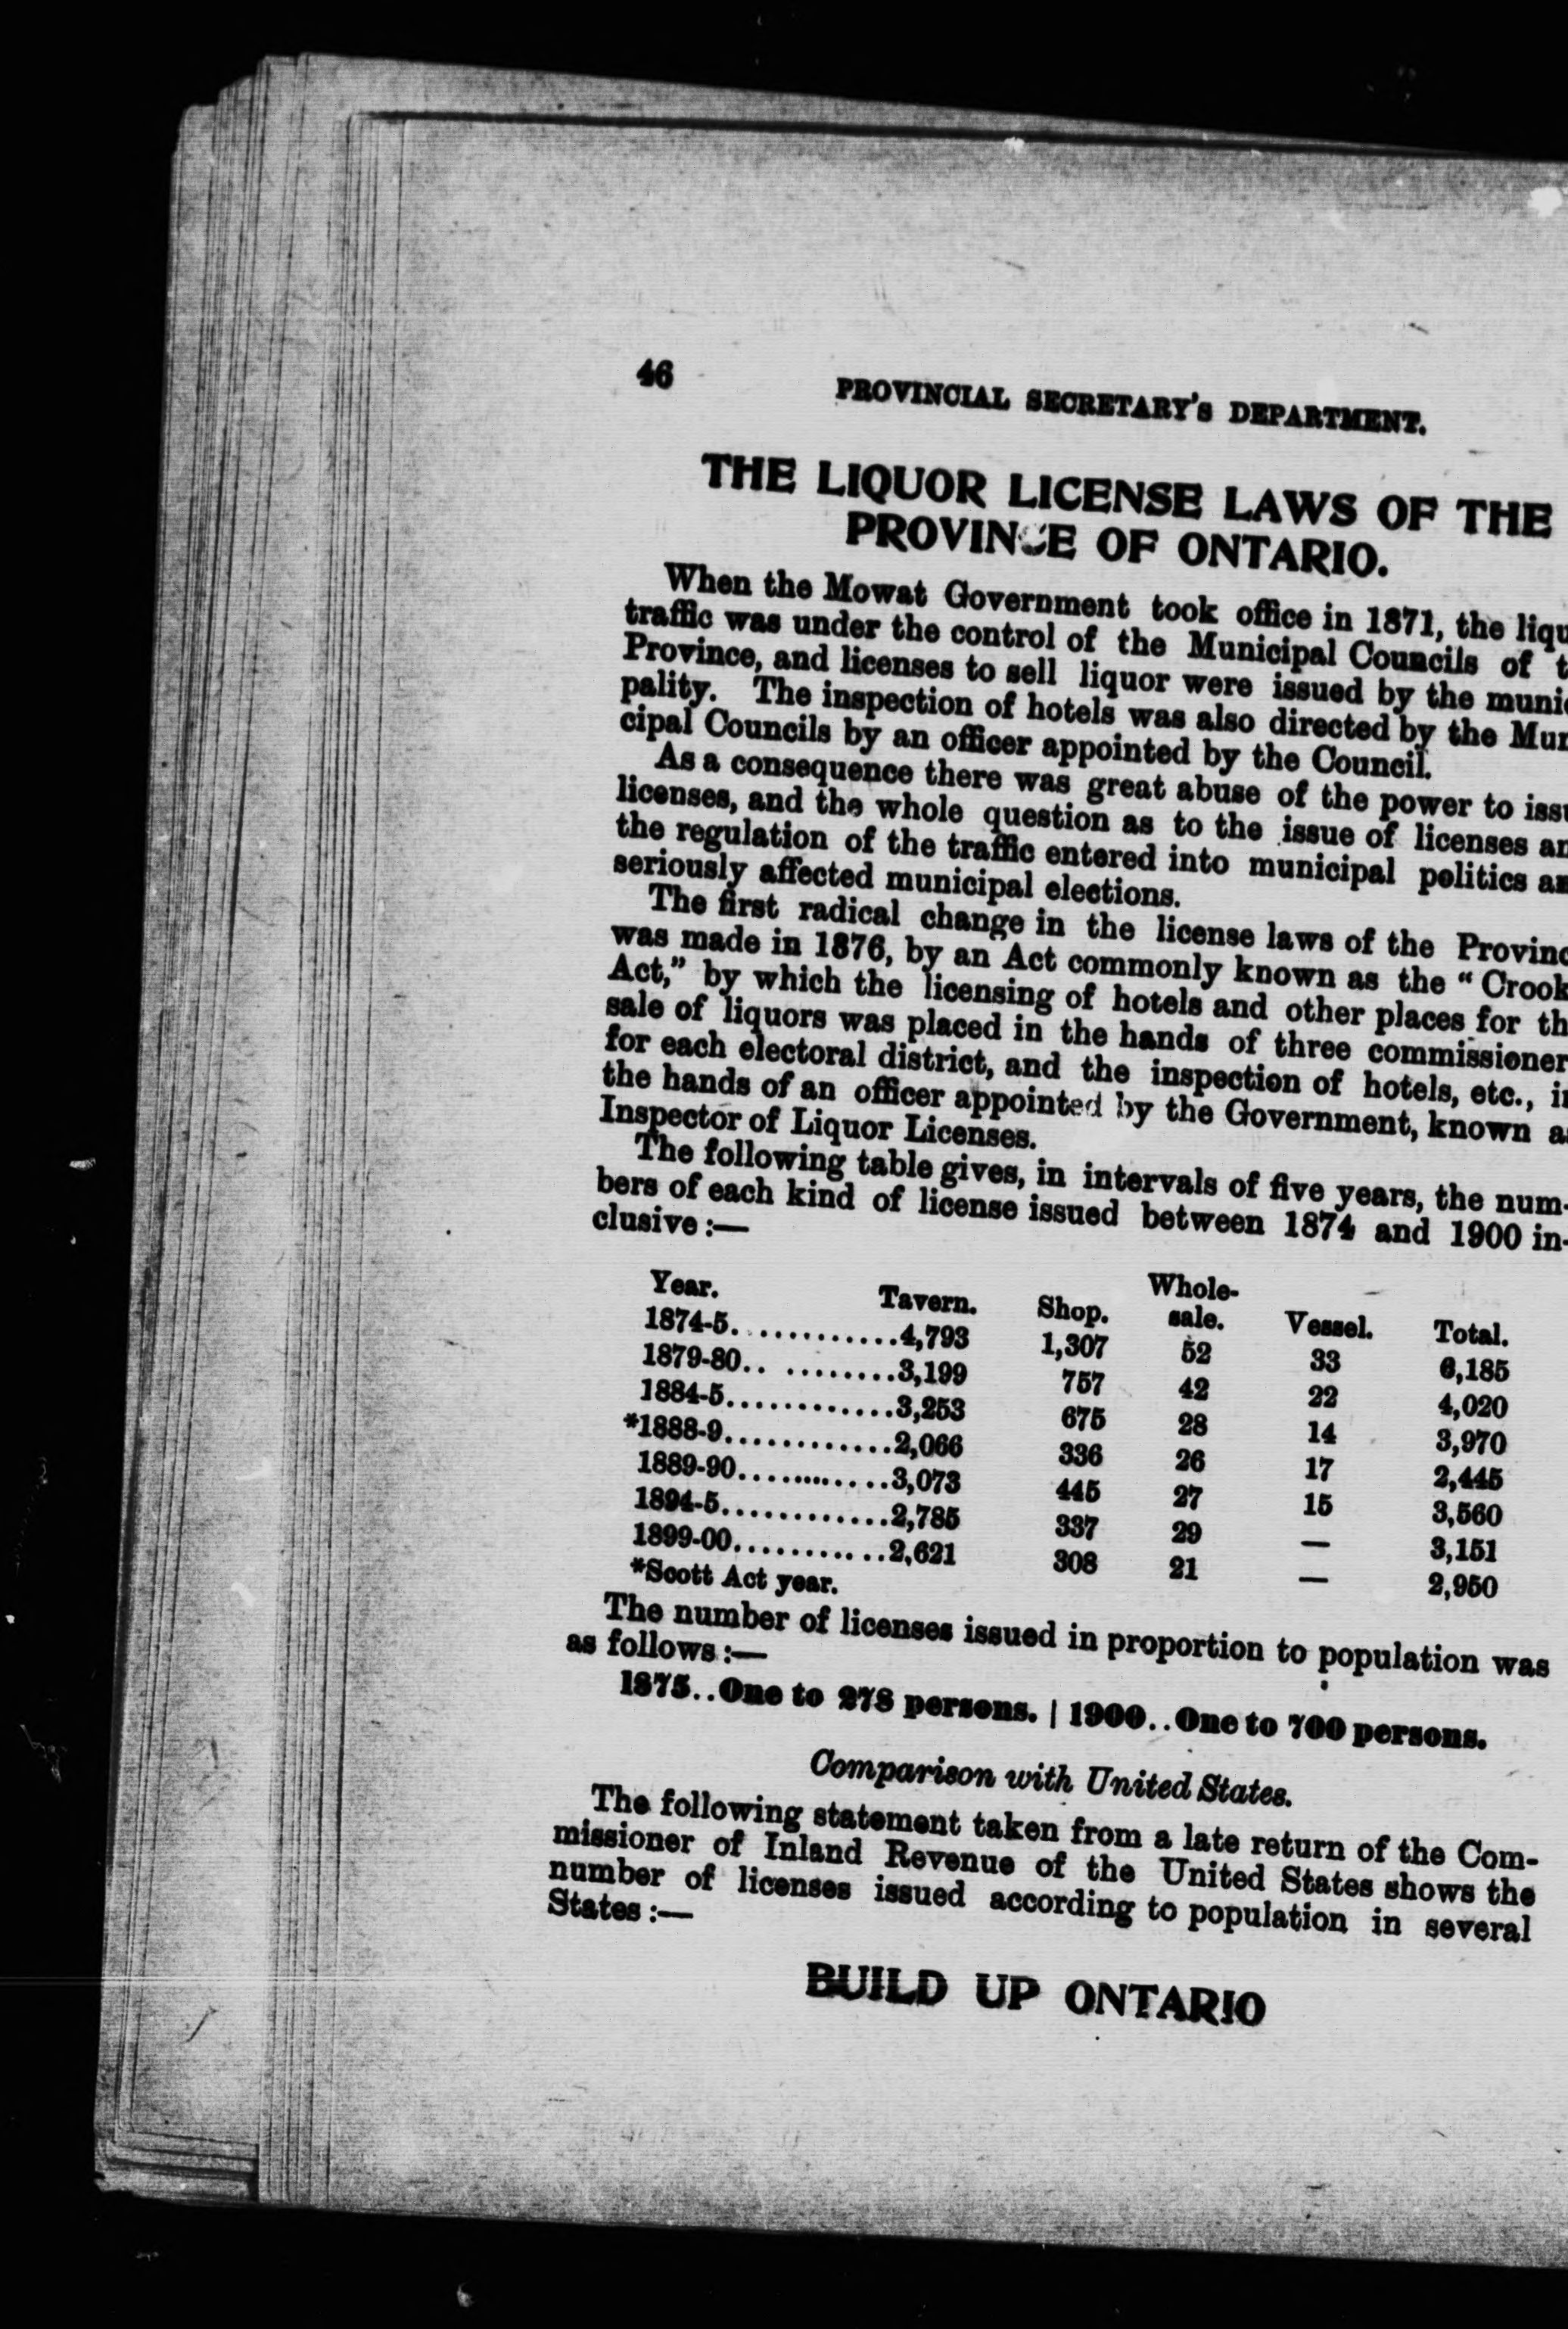 46
PROVINCIAL SECRETARY'S DEPARTMENT.
THE LIQUOR LICENSE LAWS OF THE
PROVINCE OF ONTARIO.
When the Mowat Government took office in 1871, the liqu
traffic was under the control of the Municipal Councils of t
Province, and licenses to sell liquor were issued by the munic
pality. The inspection of hotels was also directed by the Mun
cipal Councils by an officer appointed by the Council.
As a consequence there was great abuse of the power to issu
licenses, and the whole question as to the issue of licenses an
the regulation of the traffic entered into municipal politics an
seriously affected municipal elections.
The first radical change in the license laws of the Provinc
was made in 1876, by an Act commonly known as the “Crook
Act,” by which the licensing of hotels and other places for th
sale of liquors was placed in the hands of three commissioner
for each electoral district, and the inspection of hotels, etc., in
the hands of an officer appointed by the Government, known as
Inspector of Liquor Licenses.
The following table gives, in intervals of five years, the num-
bers of each kind of license issued between 1874 and 1900 in-
clusive :—
Year. Tavern. Shop. Whole-sale. Vessel. Total.
1874-5.............4,793 1,307 52 33 6,185
1879-80.. .........3,199 757 42 22 4,020
1884-5.............3,253 675 28 14 3,970
*1888-9.............2,066 336 26 17 2,445
1889-90............3,073 445 27 15 3,560
1894-5.............2,785 337 29 — 3,151
1899-00............2,621 308 21 — 2,950
*Scott Act year.
The number of licenses issued in proportion to population was
as follows :—
1875..One to 278 persons. | 1900..One to 700 persons.
Comparison with United States.
The following statement taken from a late return of the Com-
missioner of Inland Revenue of the United States shows the
number of licenses issued according to population in several
States :—
BUILD UP ONTARIO